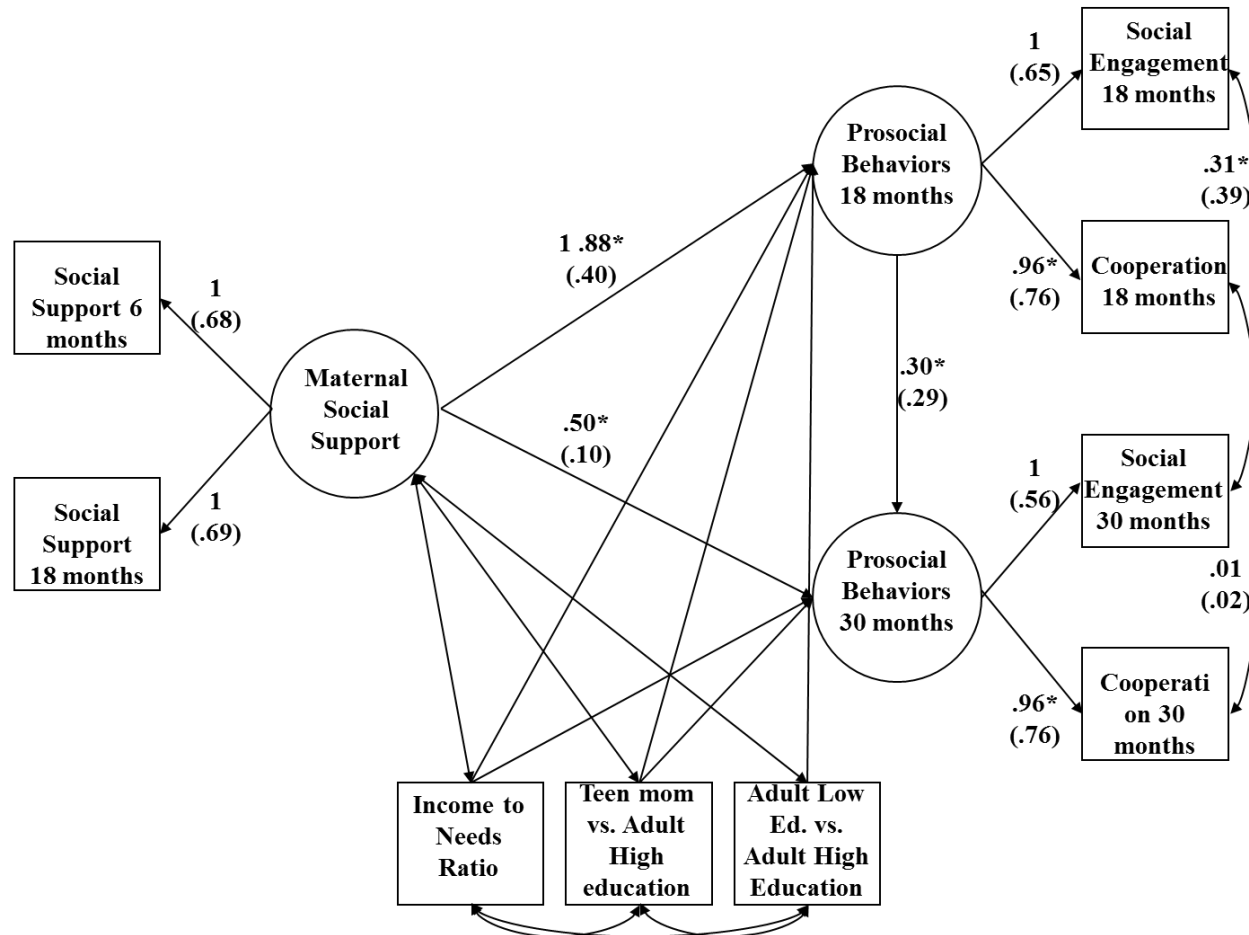 Social
Engagement
18 months
1
(.65)
Prosocial
Behaviors
18 months
.31*
(.39)
.96*
(.76)
Cooperation
18 months
1 .88*
(.40)
Social
Support 6
months
1
(.68)
Maternal
Social
Support
.30*
(.29)
.50*
(.10)
Social
Support
18 months
1
(.69)
1
(.56)
Social
Engagement
30 months
Prosocial
Behaviors
30 months
.01
(.02)
.96*
(.76)
Cooperati
on 30
months
Income to
Needs
Ratio
Teen mom
vs. Adult
High
education
Adult Low
Ed. vs.
Adult High
Education